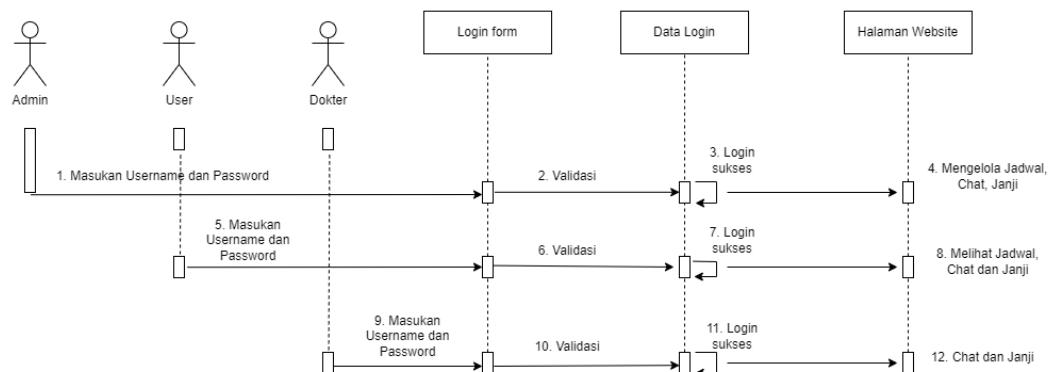 Login form
Data Login
Halaman Website
Admin
User
Dokter
1. Masukan Username dan Password
2. Validasi
3. Login
sukses
4. Mengelola Jadwal,
Chat, Janji
5. Masukan
Username dan
Password
6. Validasi
7. Login
sukses
8. Melihat Jadwal,
Chat dan Janji
9. Masukan
Username dan
Password
10. Validasi
11. Login
sukses
12. Chat dan Janji